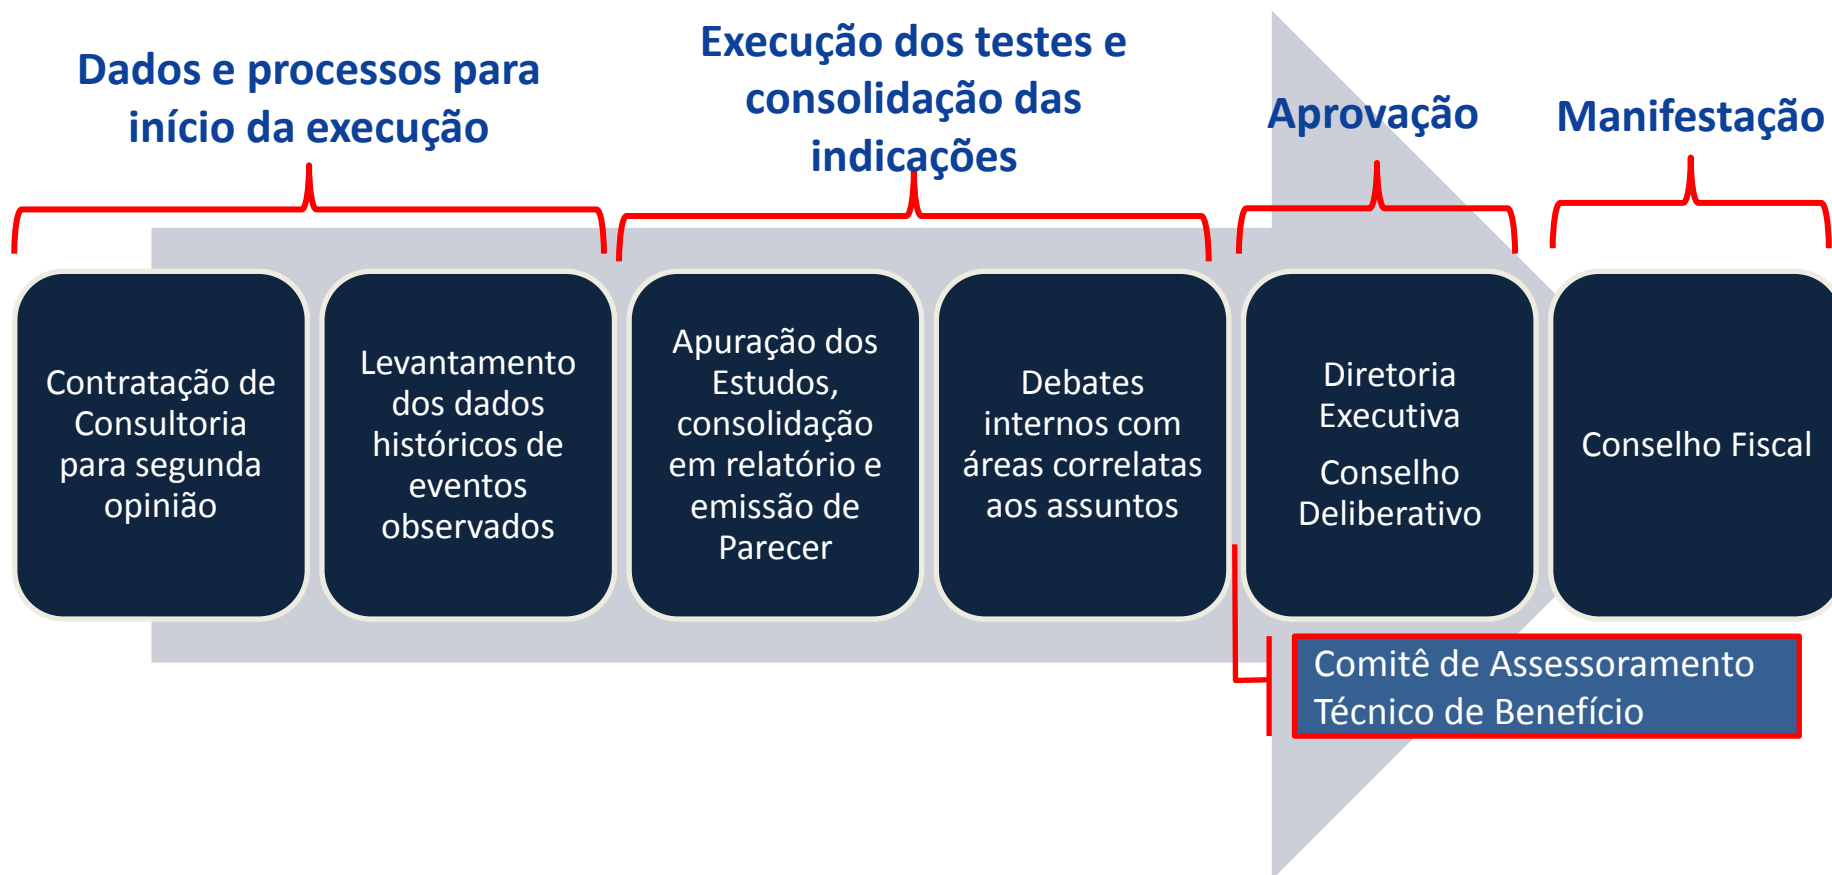 Dados e processos para
início da execução
Execução dos testes e
consolidação das
indicações
Aprovação
Manifestação
Contratação de
Consultoria
para segunda
opinião
Levantamento
dos dados
históricos de
eventos
observados
Apuração dos
Estudos,
consolidação
em relatório e
emissão de
Parecer
Debates
internos com
áreas correlatas
aos assuntos
Diretoria
Executiva
Conselho
Deliberativo
Conselho Fiscal
Comitê de Assessoramento
Técnico de Benefício